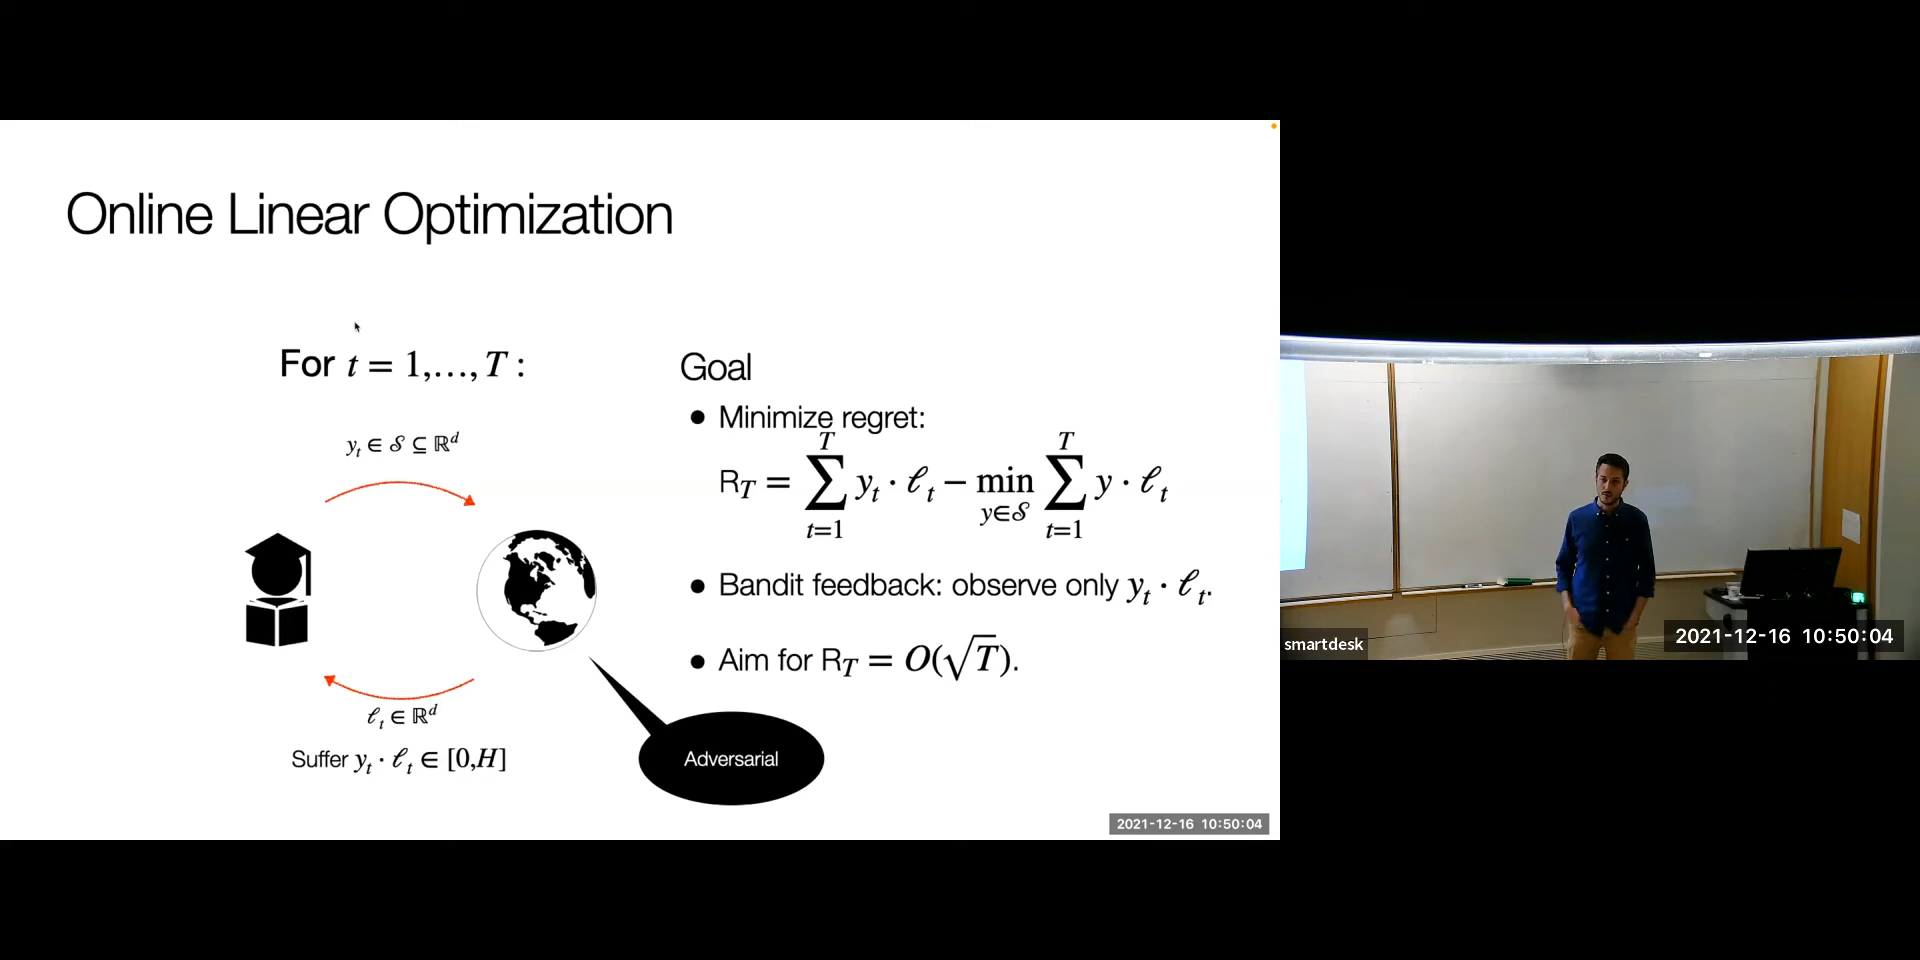 Online Linear Optimization
For t = 1,…, T :
y_t ∈ 𝒮 ⊆ ℝ^d
ℓ_t ∈ ℝ^d
Suffer y_t · ℓ_t ∈ [0,H]
Adversarial
Goal
● Minimize regret:
R_T = ∑_{t=1}^{T} y_t · ℓ_t − min_{y∈𝒮} ∑_{t=1}^{T} y · ℓ_t
● Bandit feedback: observe only y_t · ℓ_t.
● Aim for R_T = O(√T).
2021-12-16 10:50:04
smartdesk
2021-12-16 10:50:04